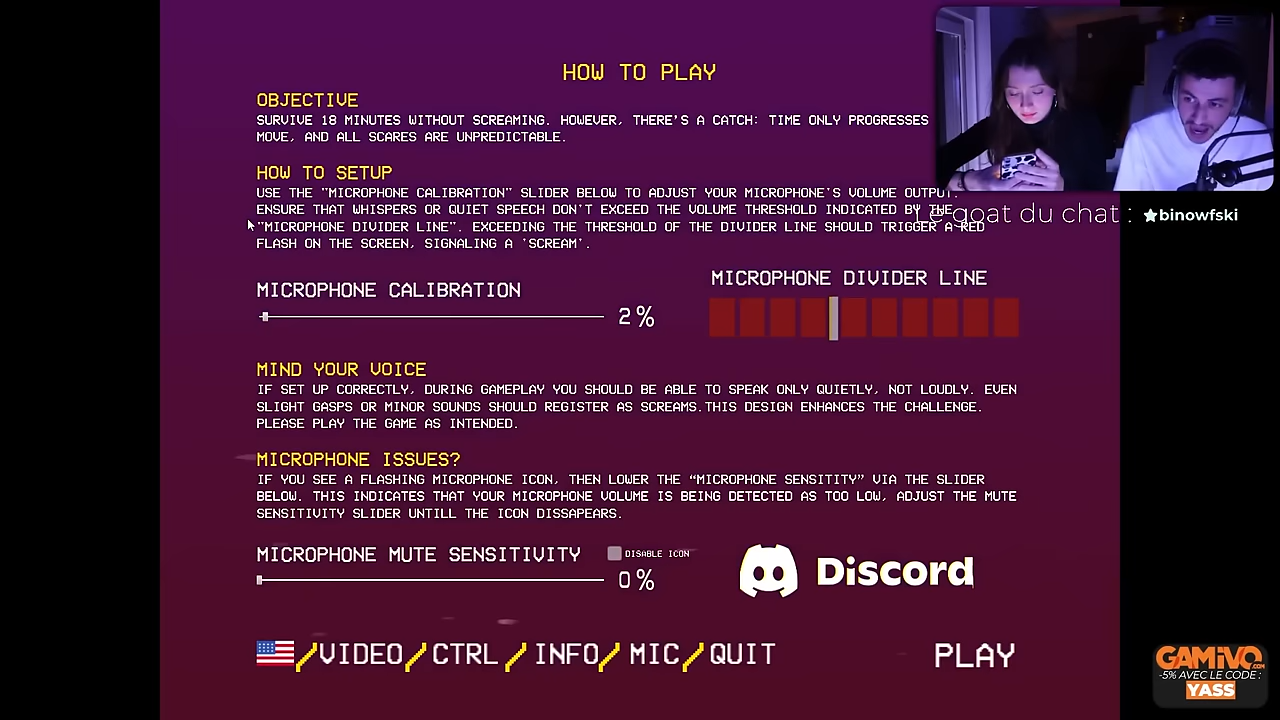 HOW TO PLAY
OBJECTIVE
SURVIVE 18 MINUTES WITHOUT SCREAMING. HOWEVER, THERE'S A CATCH: TIME ONLY PROGRESSES
MOVE, AND ALL SCARES ARE UNPREDICTABLE.
HOW TO SETUP
USE THE "MICROPHONE CALIBRATION" SLIDER BELOW TO ADJUST YOUR MICROPHONE'S VOLUME OUTPUT.
ENSURE THAT WHISPERS OR QUIET SPEECH DON'T EXCEED THE VOLUME THRESHOLD INDICATED BY THE
"MICROPHONE DIVIDER LINE". EXCEEDING THE THRESHOLD OF THE DIVIDER LINE SHOULD TRIGGER A RED
FLASH ON THE SCREEN, SIGNALING A 'SCREAM'.
Le goat du chat : binowfski
MICROPHONE CALIBRATION
2%
MICROPHONE DIVIDER LINE
MIND YOUR VOICE
IF SET UP CORRECTLY, DURING GAMEPLAY YOU SHOULD BE ABLE TO SPEAK ONLY QUIETLY, NOT LOUDLY. EVEN
SLIGHT GASPS OR MINOR SOUNDS SHOULD REGISTER AS SCREAMS.THIS DESIGN ENHANCES THE CHALLENGE.
PLEASE PLAY THE GAME AS INTENDED.
MICROPHONE ISSUES?
IF YOU SEE A FLASHING MICROPHONE ICON, THEN LOWER THE “MICROPHONE SENSITITY” VIA THE SLIDER
BELOW. THIS INDICATES THAT YOUR MICROPHONE VOLUME IS BEING DETECTED AS TOO LOW, ADJUST THE MUTE
SENSITIVITY SLIDER UNTILL THE ICON DISSAPEARS.
MICROPHONE MUTE SENSITIVITY
DISABLE ICON
0%
Discord
VIDEO/CTRL/INFO/MIC/QUIT
PLAY
GAMIVO.COM
-5% AVEC LE CODE :
YASS